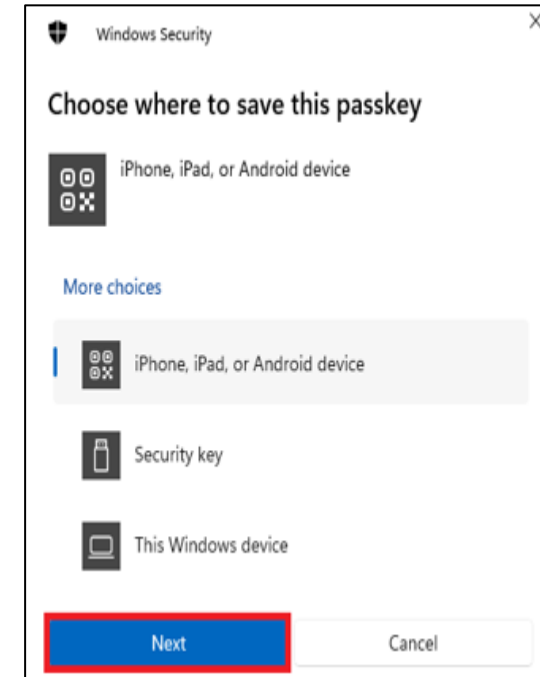 Windows Security
Choose where to save this passkey
iPhone, iPad, or Android device
More choices
iPhone, iPad, or Android device
Security key
This Windows device
Next
Cancel